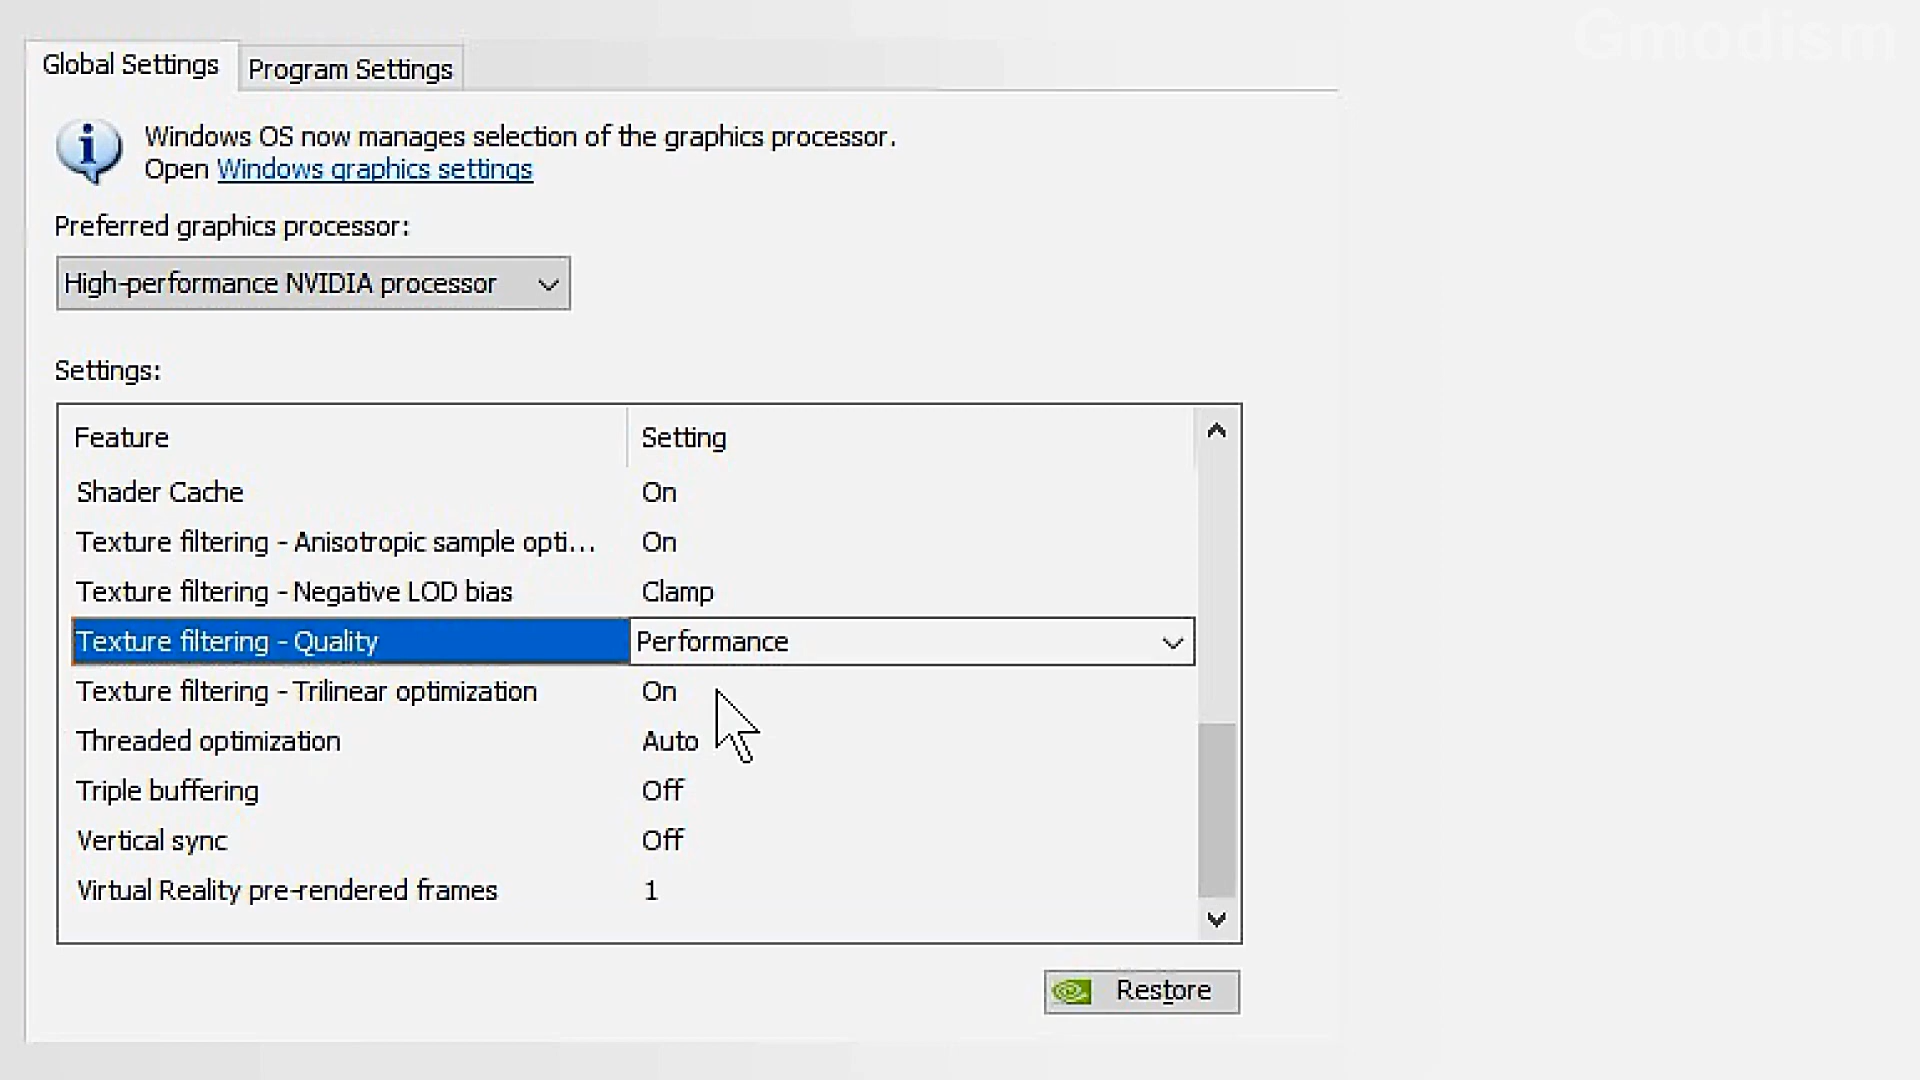 Gmodism
Global Settings
Program Settings
Windows OS now manages selection of the graphics processor.
Open Windows graphics settings
Preferred graphics processor:
High-performance NVIDIA processor
Settings:
Feature Setting
Shader Cache On
Texture filtering - Anisotropic sample opti... On
Texture filtering - Negative LOD bias Clamp
Texture filtering - Quality Performance
Texture filtering - Trilinear optimization On
Threaded optimization Auto
Triple buffering Off
Vertical sync Off
Virtual Reality pre-rendered frames 1
Restore